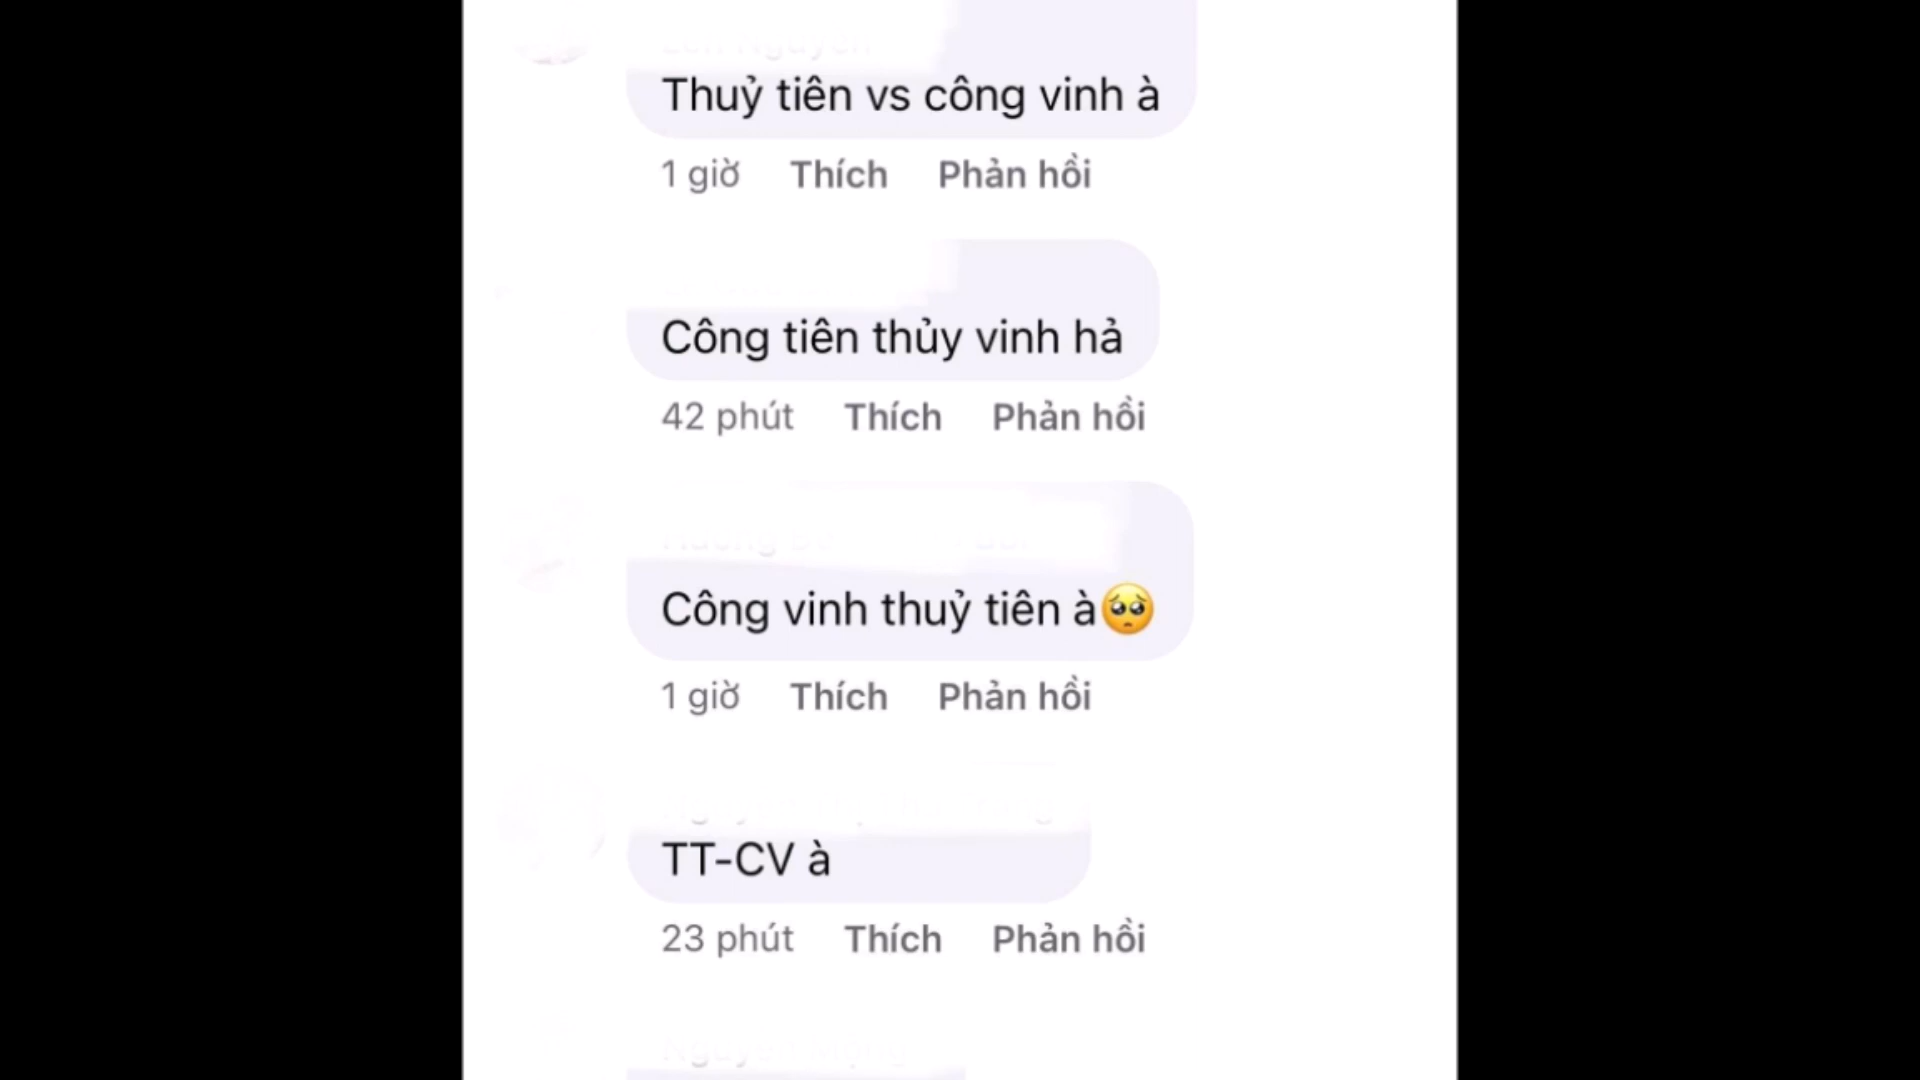 Thuỷ tiên vs công vinh à
1 giờ Thích Phản hồi
Công tiên thủy vinh hả
42 phút Thích Phản hồi
Công vinh thuỷ tiên à🥺
1 giờ Thích Phản hồi
TT-CV à
23 phút Thích Phản hồi